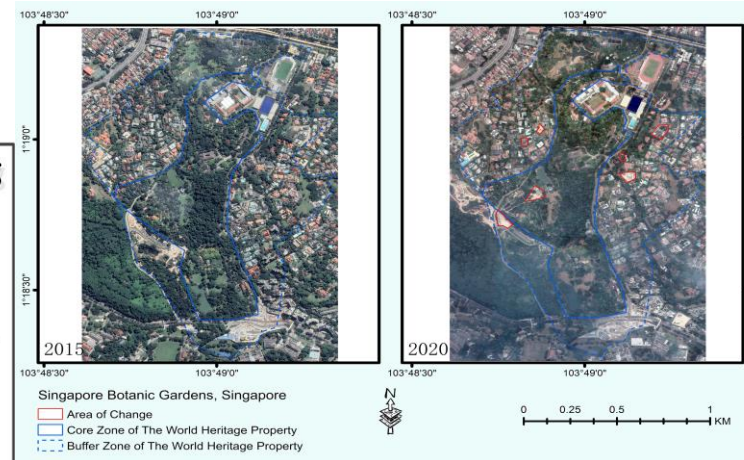 103°48'30" 103°49'0" 103°48'30" 103°49'0"
1°19'0"
1°18'30"
2015 2020
103°48'30" 103°49'0" 103°48'30" 103°49'0"
Singapore Botanic Gardens, Singapore
Area of Change
Core Zone of The World Heritage Property
Buffer Zone of The World Heritage Property
N
0 0.25 0.5 1
KM